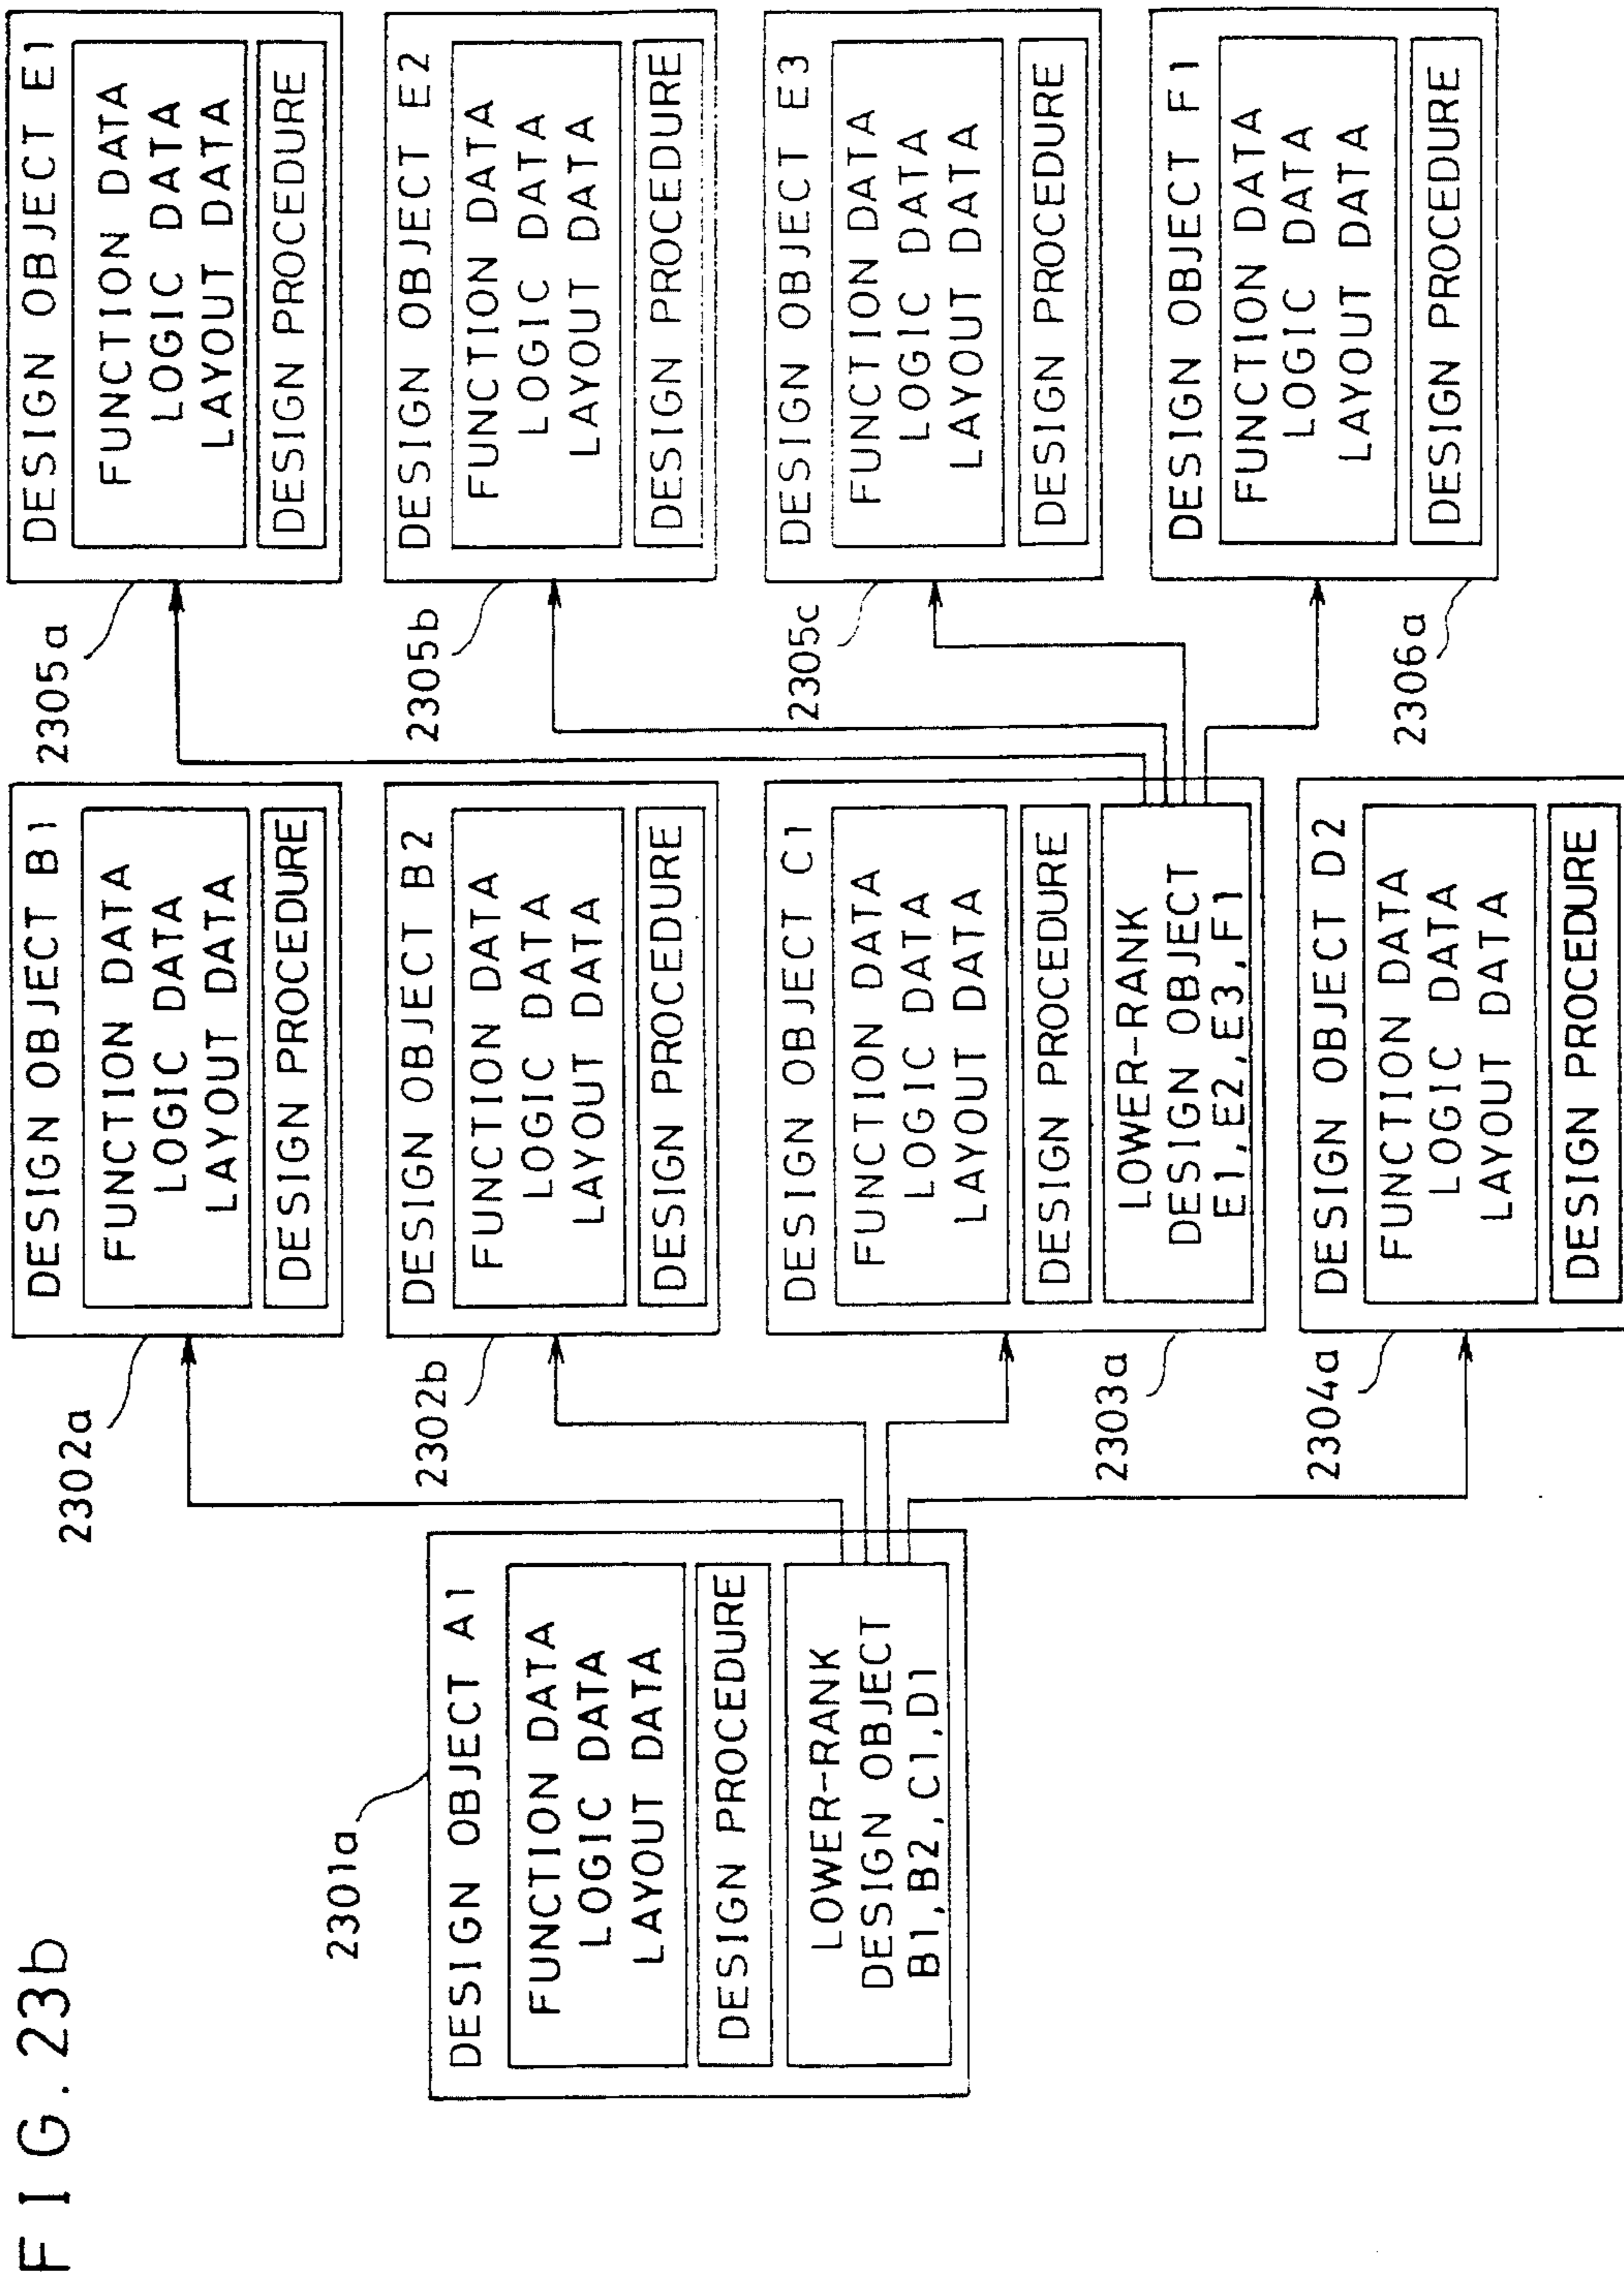 FIG. 23b
2301a
DESIGN OBJECT A1
FUNCTION DATA
LOGIC DATA
LAYOUT DATA
DESIGN PROCEDURE
LOWER-RANK
DESIGN OBJECT
B1,B2,C1,D1
2302a
DESIGN OBJECT B1
FUNCTION DATA
LOGIC DATA
LAYOUT DATA
DESIGN PROCEDURE
2302b
DESIGN OBJECT B2
FUNCTION DATA
LOGIC DATA
LAYOUT DATA
DESIGN PROCEDURE
2303a
DESIGN OBJECT C1
FUNCTION DATA
LOGIC DATA
LAYOUT DATA
DESIGN PROCEDURE
LOWER-RANK
DESIGN OBJECT
E1,E2,E3,F1
2304a
DESIGN OBJECT D2
FUNCTION DATA
LOGIC DATA
LAYOUT DATA
DESIGN PROCEDURE
2305a
DESIGN OBJECT E1
FUNCTION DATA
LOGIC DATA
LAYOUT DATA
DESIGN PROCEDURE
2305b
DESIGN OBJECT E2
FUNCTION DATA
LOGIC DATA
LAYOUT DATA
DESIGN PROCEDURE
2305c
DESIGN OBJECT E3
FUNCTION DATA
LOGIC DATA
LAYOUT DATA
DESIGN PROCEDURE
2306a
DESIGN OBJECT F1
FUNCTION DATA
LOGIC DATA
LAYOUT DATA
DESIGN PROCEDURE